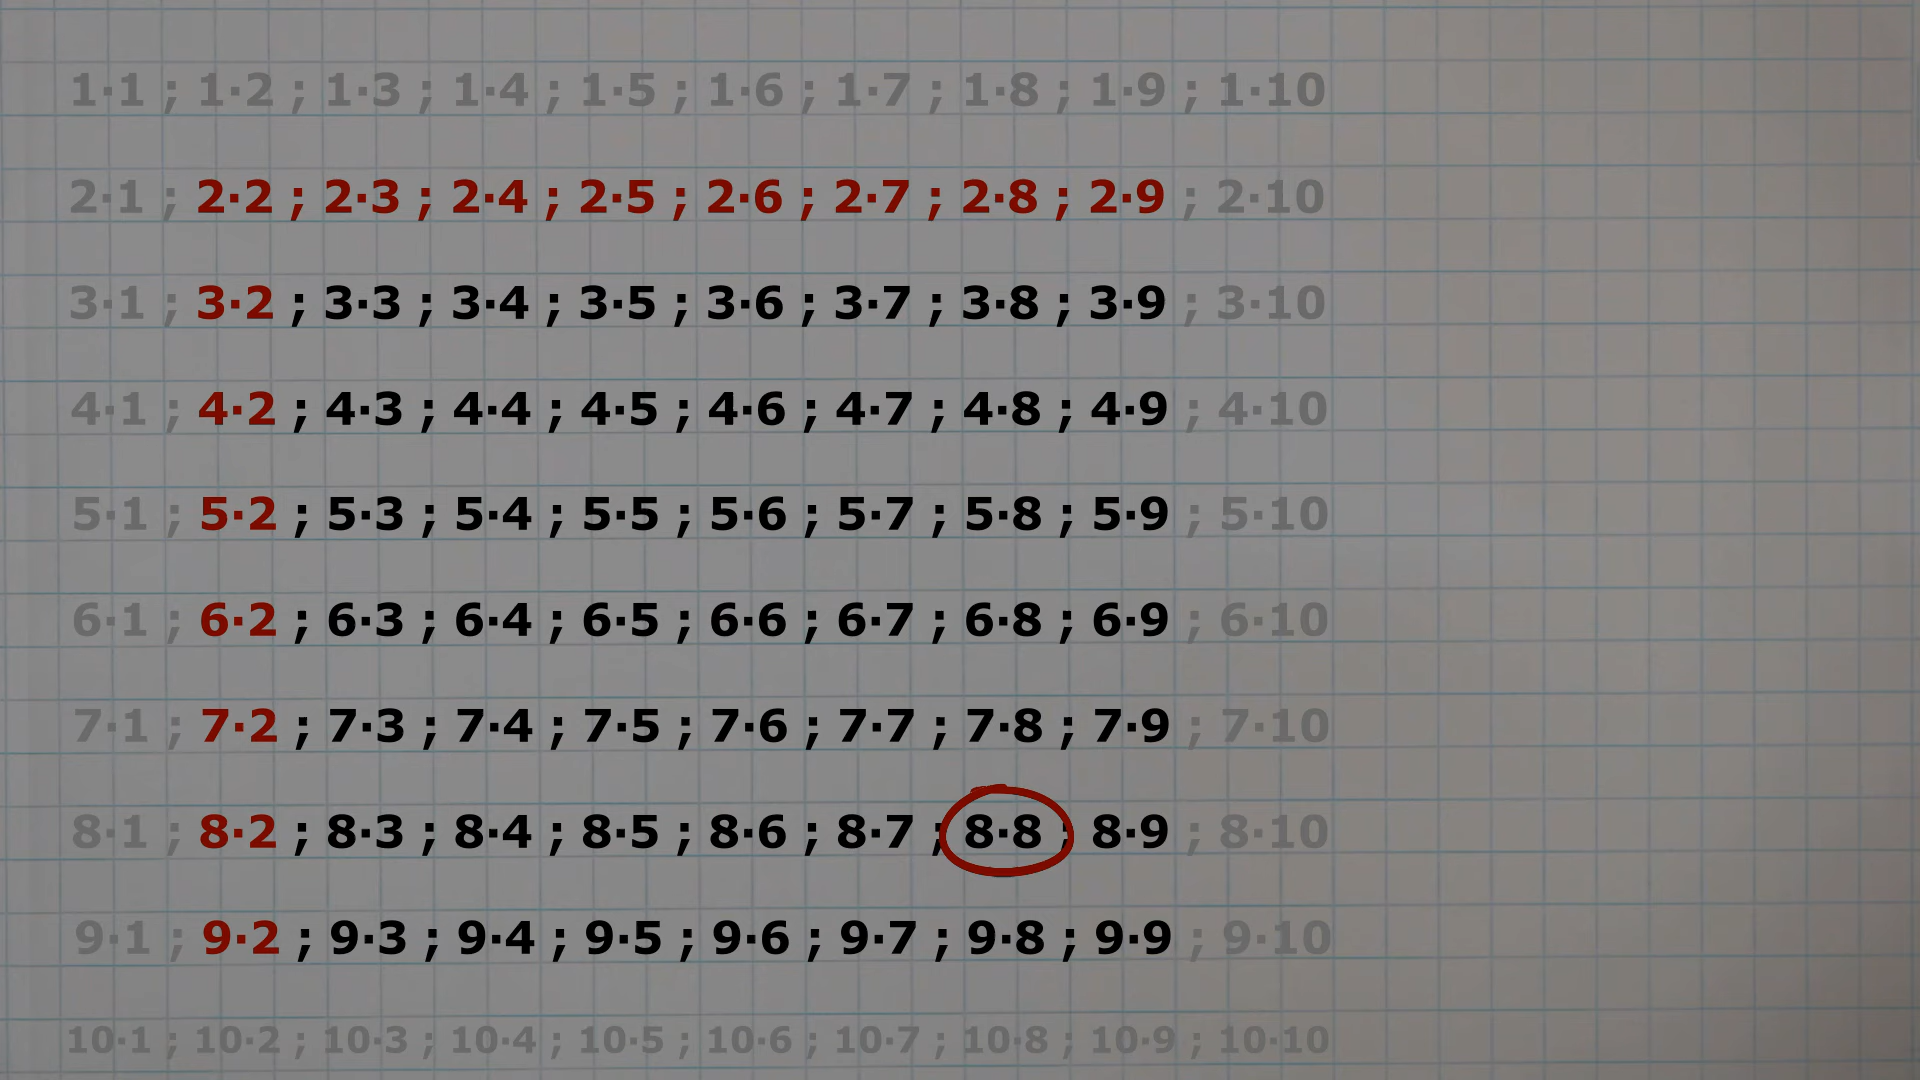 1·1 ; 1·2 ; 1·3 ; 1·4 ; 1·5 ; 1·6 ; 1·7 ; 1·8 ; 1·9 ; 1·10
2·1 ; 2·2 ; 2·3 ; 2·4 ; 2·5 ; 2·6 ; 2·7 ; 2·8 ; 2·9 ; 2·10
3·1 ; 3·2 ; 3·3 ; 3·4 ; 3·5 ; 3·6 ; 3·7 ; 3·8 ; 3·9 ; 3·10
4·1 ; 4·2 ; 4·3 ; 4·4 ; 4·5 ; 4·6 ; 4·7 ; 4·8 ; 4·9 ; 4·10
5·1 ; 5·2 ; 5·3 ; 5·4 ; 5·5 ; 5·6 ; 5·7 ; 5·8 ; 5·9 ; 5·10
6·1 ; 6·2 ; 6·3 ; 6·4 ; 6·5 ; 6·6 ; 6·7 ; 6·8 ; 6·9 ; 6·10
7·1 ; 7·2 ; 7·3 ; 7·4 ; 7·5 ; 7·6 ; 7·7 ; 7·8 ; 7·9 ; 7·10
8·1 ; 8·2 ; 8·3 ; 8·4 ; 8·5 ; 8·6 ; 8·7 ; 8·8 ; 8·9 ; 8·10
9·1 ; 9·2 ; 9·3 ; 9·4 ; 9·5 ; 9·6 ; 9·7 ; 9·8 ; 9·9 ; 9·10
10·1 ; 10·2 ; 10·3 ; 10·4 ; 10·5 ; 10·6 ; 10·7 ; 10·8 ; 10·9 ; 10·10